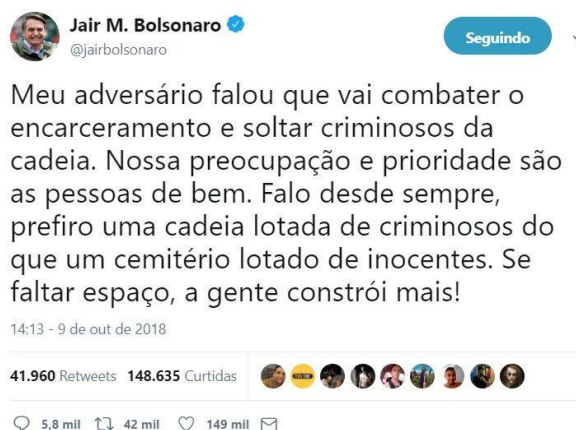 Jair M. Bolsonaro
@jairbolsonaro
Seguindo
Meu adversário falou que vai combater o
encarceramento e soltar criminosos da
cadeia. Nossa preocupação e prioridade são
as pessoas de bem. Falo desde sempre,
prefiro uma cadeia lotada de criminosos do
que um cemitério lotado de inocentes. Se
faltar espaço, a gente constrói mais!
14:13 - 9 de out de 2018
41.960 Retweets 148.635 Curtidas
5,8 mil 42 mil 149 mil